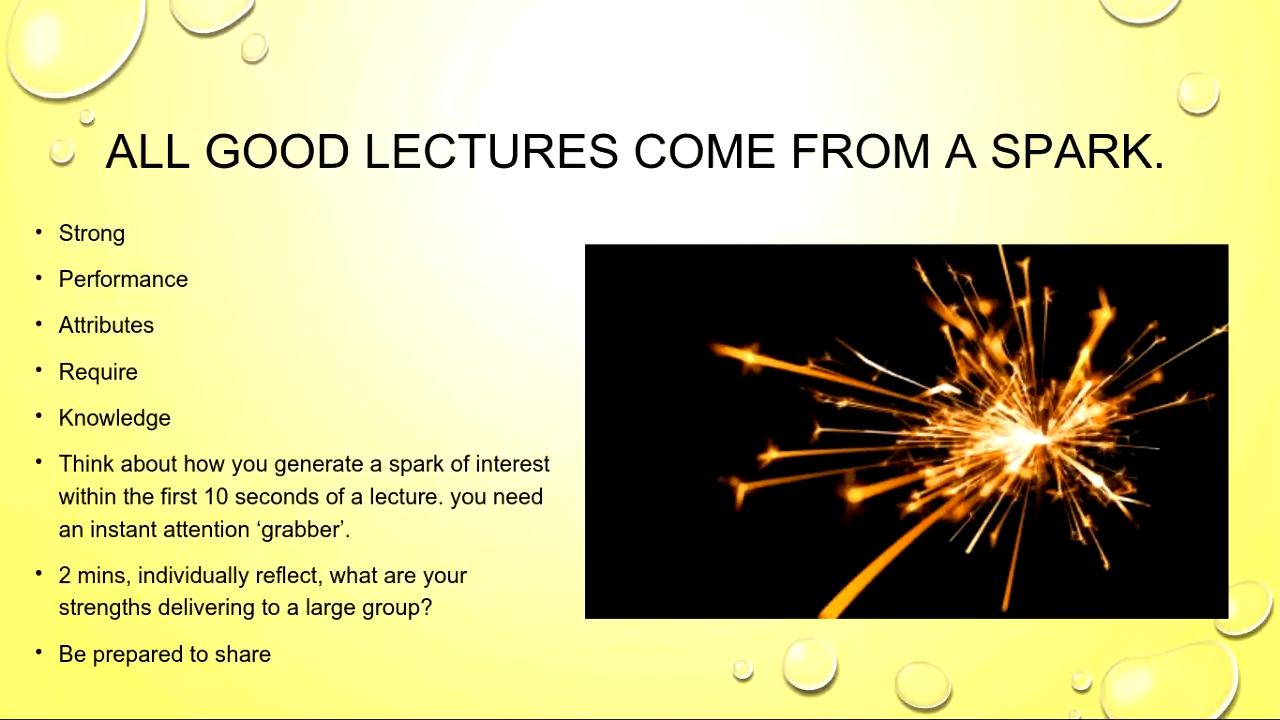 ALL GOOD LECTURES COME FROM A SPARK.
• Strong
• Performance
• Attributes
• Require
• Knowledge
• Think about how you generate a spark of interest
within the first 10 seconds of a lecture. you need
an instant attention ‘grabber’.
• 2 mins, individually reflect, what are your
strengths delivering to a large group?
• Be prepared to share